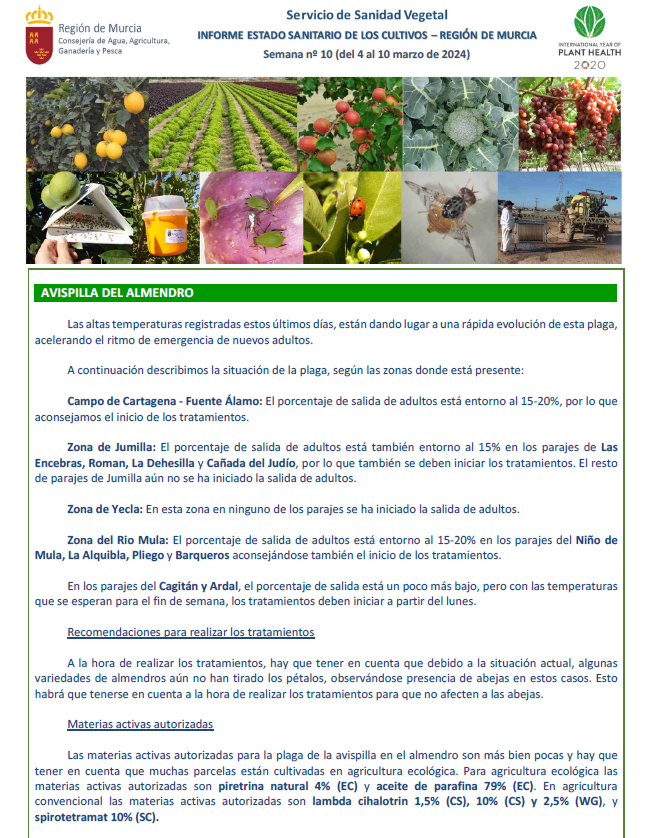 Región de Murcia
Consejería de Agua, Agricultura,
Ganadería y Pesca
Servicio de Sanidad Vegetal
INFORME ESTADO SANITARIO DE LOS CULTIVOS – REGIÓN DE MURCIA
Semana nº 10 (del 4 al 10 marzo de 2024)
INTERNATIONAL YEAR OF
PLANT HEALTH
2020
AVISPILLA DEL ALMENDRO
Las altas temperaturas registradas estos últimos días, están dando lugar a una rápida evolución de esta plaga,
acelerando el ritmo de emergencia de nuevos adultos.
A continuación describimos la situación de la plaga, según las zonas donde está presente:
Campo de Cartagena - Fuente Álamo: El porcentaje de salida de adultos está entorno al 15-20%, por lo que
aconsejamos el inicio de los tratamientos.
Zona de Jumilla: El porcentaje de salida de adultos está también entorno al 15% en los parajes de Las
Encebras, Roman, La Dehesilla y Cañada del Judío, por lo que también se deben iniciar los tratamientos. El resto
de parajes de Jumilla aún no se ha iniciado la salida de adultos.
Zona de Yecla: En esta zona en ninguno de los parajes se ha iniciado la salida de adultos.
Zona del Rio Mula: El porcentaje de salida de adultos está entorno al 15-20% en los parajes del Niño de
Mula, La Alquibla, Pliego y Barqueros aconsejándose también el inicio de los tratamientos.
En los parajes del Cagitán y Ardal, el porcentaje de salida está un poco más bajo, pero con las temperaturas
que se esperan para el fin de semana, los tratamientos deben iniciar a partir del lunes.
Recomendaciones para realizar los tratamientos
A la hora de realizar los tratamientos, hay que tener en cuenta que debido a la situación actual, algunas
variedades de almendros aún no han tirado los pétalos, observándose presencia de abejas en estos casos. Esto
habrá que tenerse en cuenta a la hora de realizar los tratamientos para que no afecten a las abejas.
Materias activas autorizadas
Las materias activas autorizadas para la plaga de la avispilla en el almendro son más bien pocas y hay que
tener en cuenta que muchas parcelas están cultivadas en agricultura ecológica. Para agricultura ecológica las
materias activas autorizadas son piretrina natural 4% (EC) y aceite de parafina 79% (EC). En agricultura
convencional las materias activas autorizadas son lambda cihalotrin 1,5% (CS), 10% (CS) y 2,5% (WG), y
spirotetramat 10% (SC).